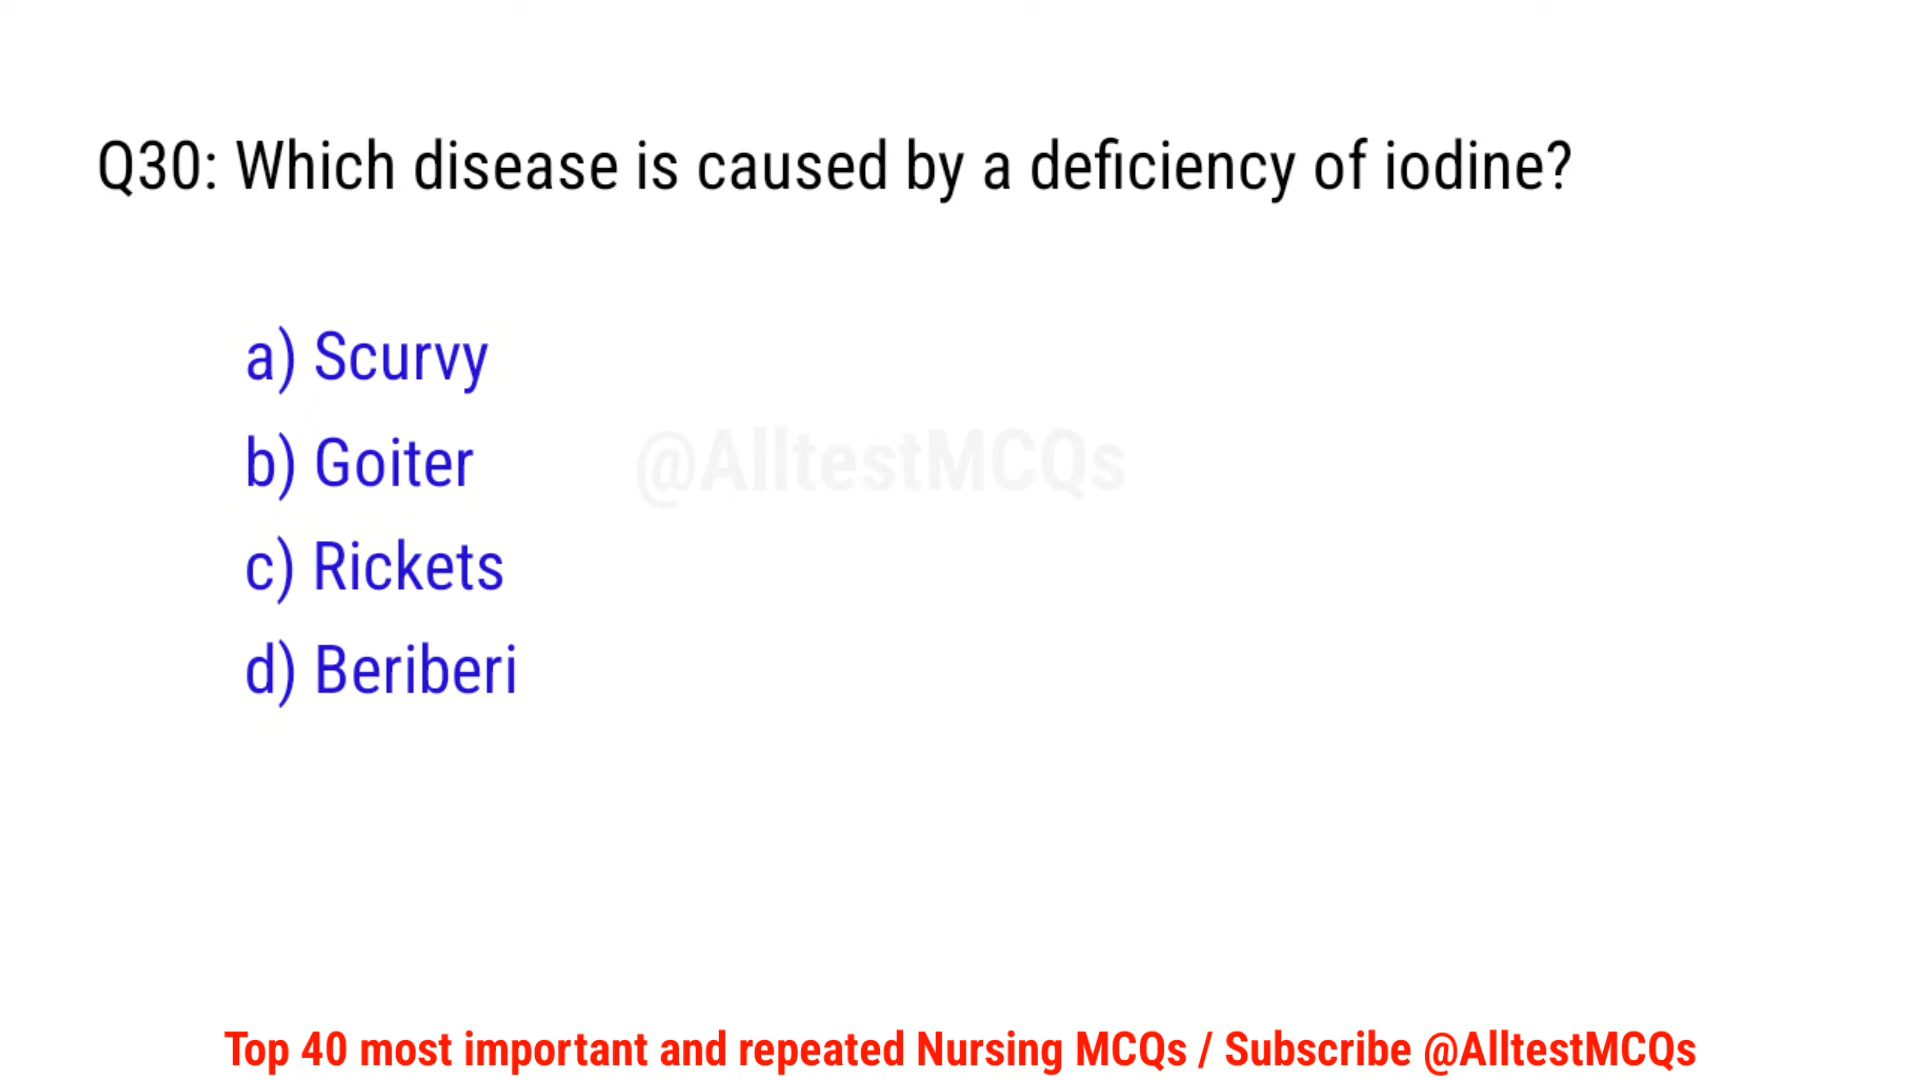 Q30: Which disease is caused by a deficiency of iodine?
a) Scurvy
b) Goiter
@AlltestMCQs
c) Rickets
d) Beriberi
Top 40 most important and repeated Nursing MCQs / Subscribe @AlltestMCQs